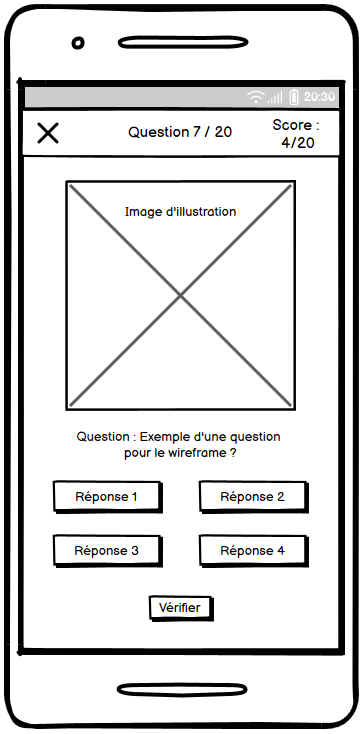 20:30
Question 7 / 20
Score :
4/20
Image d'illustration
Question : Exemple d'une question
pour le wireframe ?
Réponse 1
Réponse 2
Réponse 3
Réponse 4
Vérifier